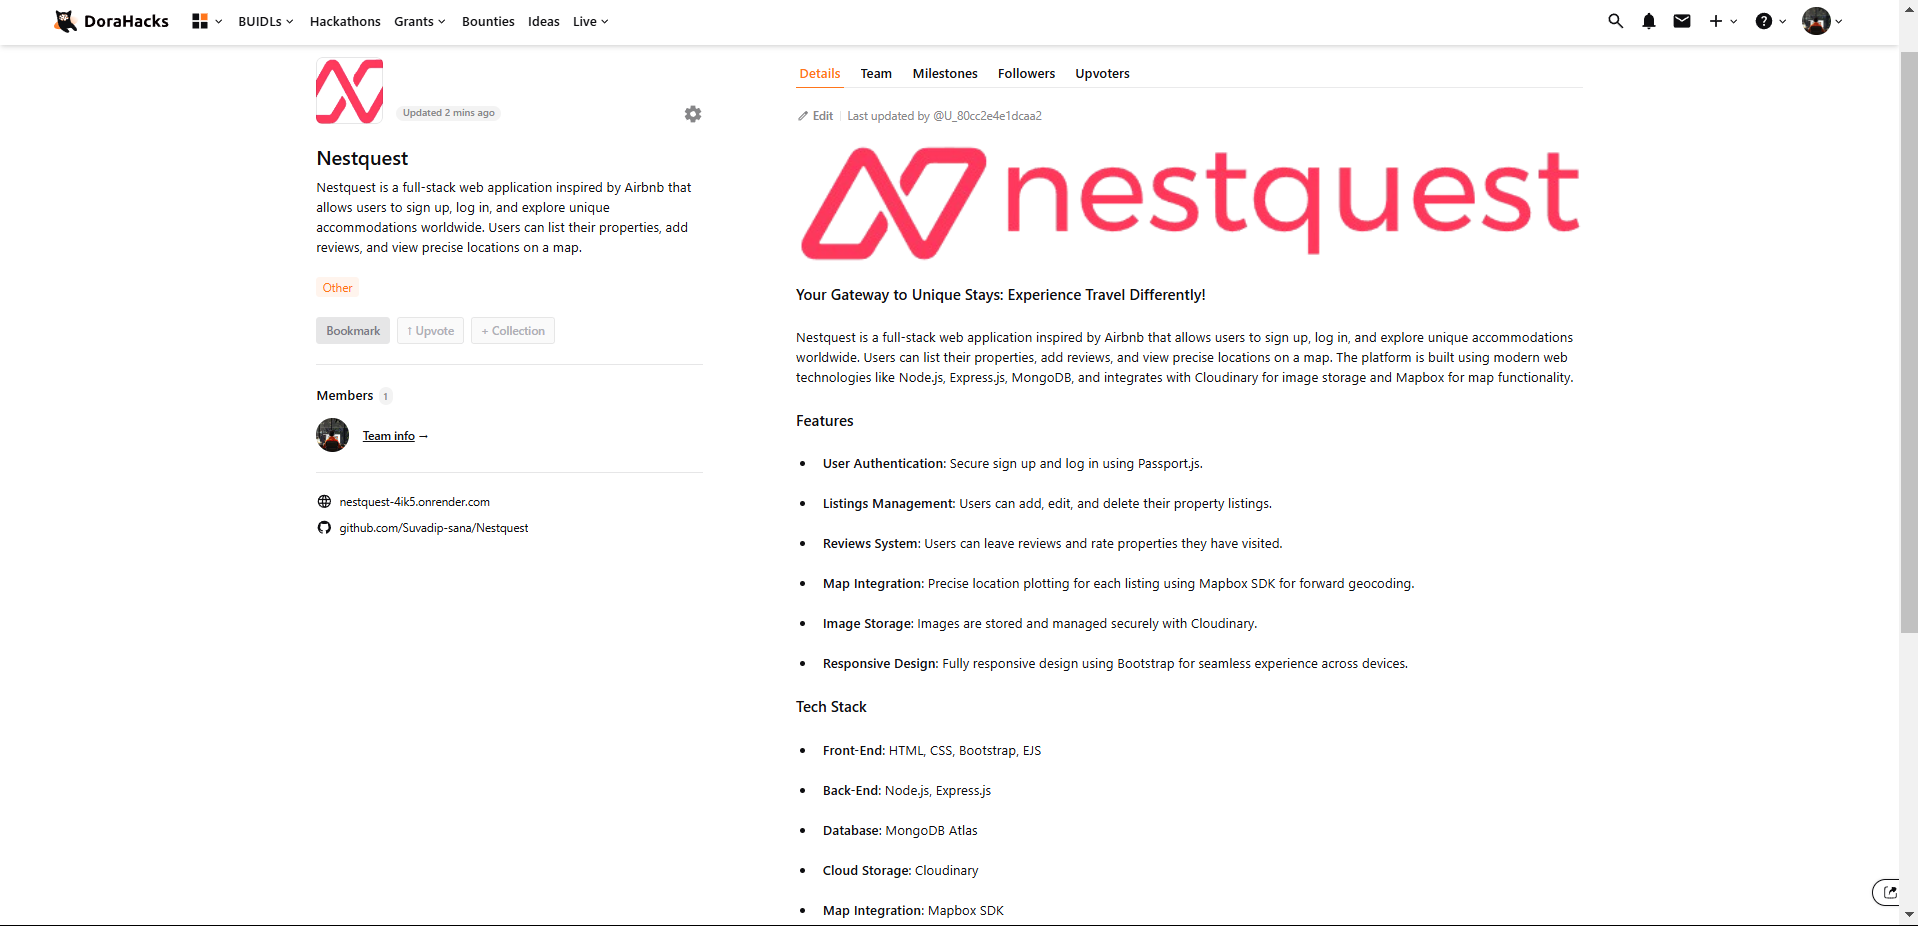 DoraHacks BUIDLs Hackathons Grants Bounties Ideas Live
Updated 2 mins ago
Nestquest
Nestquest is a full-stack web application inspired by Airbnb that
allows users to sign up, log in, and explore unique
accommodations worldwide. Users can list their properties, add
reviews, and view precise locations on a map.
Other
Bookmark ↑ Upvote + Collection
Members 1
Team info →
nestquest-4ik5.onrender.com
github.com/Suvadip-sana/Nestquest
Details Team Milestones Followers Upvoters
Edit Last updated by @U_80cc2e4e1dcaa2
nestquest
Your Gateway to Unique Stays: Experience Travel Differently!
Nestquest is a full-stack web application inspired by Airbnb that allows users to sign up, log in, and explore unique accommodations
worldwide. Users can list their properties, add reviews, and view precise locations on a map. The platform is built using modern web
technologies like Node.js, Express.js, MongoDB, and integrates with Cloudinary for image storage and Mapbox for map functionality.
Features
• User Authentication: Secure sign up and log in using Passport.js.
• Listings Management: Users can add, edit, and delete their property listings.
• Reviews System: Users can leave reviews and rate properties they have visited.
• Map Integration: Precise location plotting for each listing using Mapbox SDK for forward geocoding.
• Image Storage: Images are stored and managed securely with Cloudinary.
• Responsive Design: Fully responsive design using Bootstrap for seamless experience across devices.
Tech Stack
• Front-End: HTML, CSS, Bootstrap, EJS
• Back-End: Node.js, Express.js
• Database: MongoDB Atlas
• Cloud Storage: Cloudinary
• Map Integration: Mapbox SDK